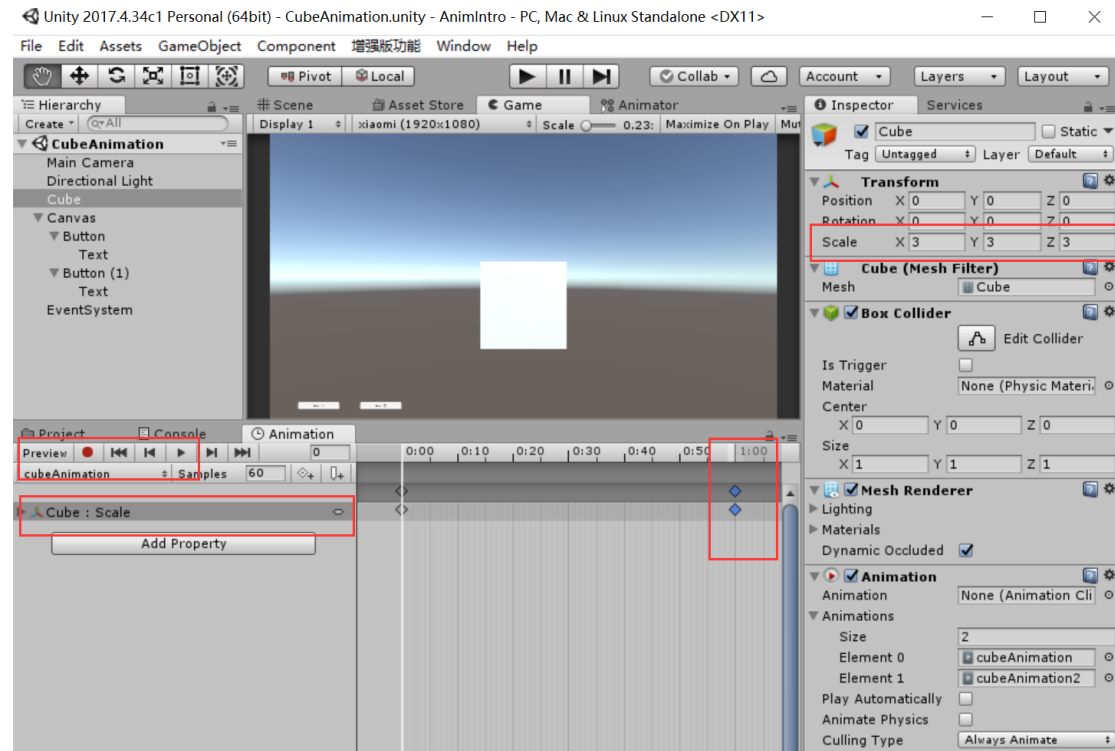 Unity 2017.4.34c1 Personal (64bit) - CubeAnimation.unity - AnimIntro - PC, Mac & Linux Standalone <DX11>
File Edit Assets GameObject Component 增强版功能 Window Help
Pivot Local Collab Account Layers Layout
Hierarchy
Create All
CubeAnimation
Main Camera
Directional Light
Cube
Canvas
Button
Text
Button (1)
Text
EventSystem
Scene Asset Store Game Animator
Display 1 xiaomi (1920x1080) Scale 0.23: Maximize On Play Mut
Project Console Animation
Preview 0
cubeAnimation Samples 60
0:00 0:10 0:20 0:30 0:40 0:50 1:00
Cube : Scale
Add Property
Inspector Services
Cube Static
Tag Untagged Layer Default
Transform
Position X 0 Y 0 Z 0
Rotation X 0 Y 0 Z 0
Scale X 3 Y 3 Z 3
Cube (Mesh Filter)
Mesh Cube
Box Collider
Edit Collider
Is Trigger
Material None (Physic Materi
Center
X 0 Y 0 Z 0
Size
X 1 Y 1 Z 1
Mesh Renderer
Lighting
Materials
Dynamic Occluded
Animation
Animation None (Animation Cli
Animations
Size 2
Element 0 cubeAnimation
Element 1 cubeAnimation2
Play Automatically
Animate Physics
Culling Type Always Animate